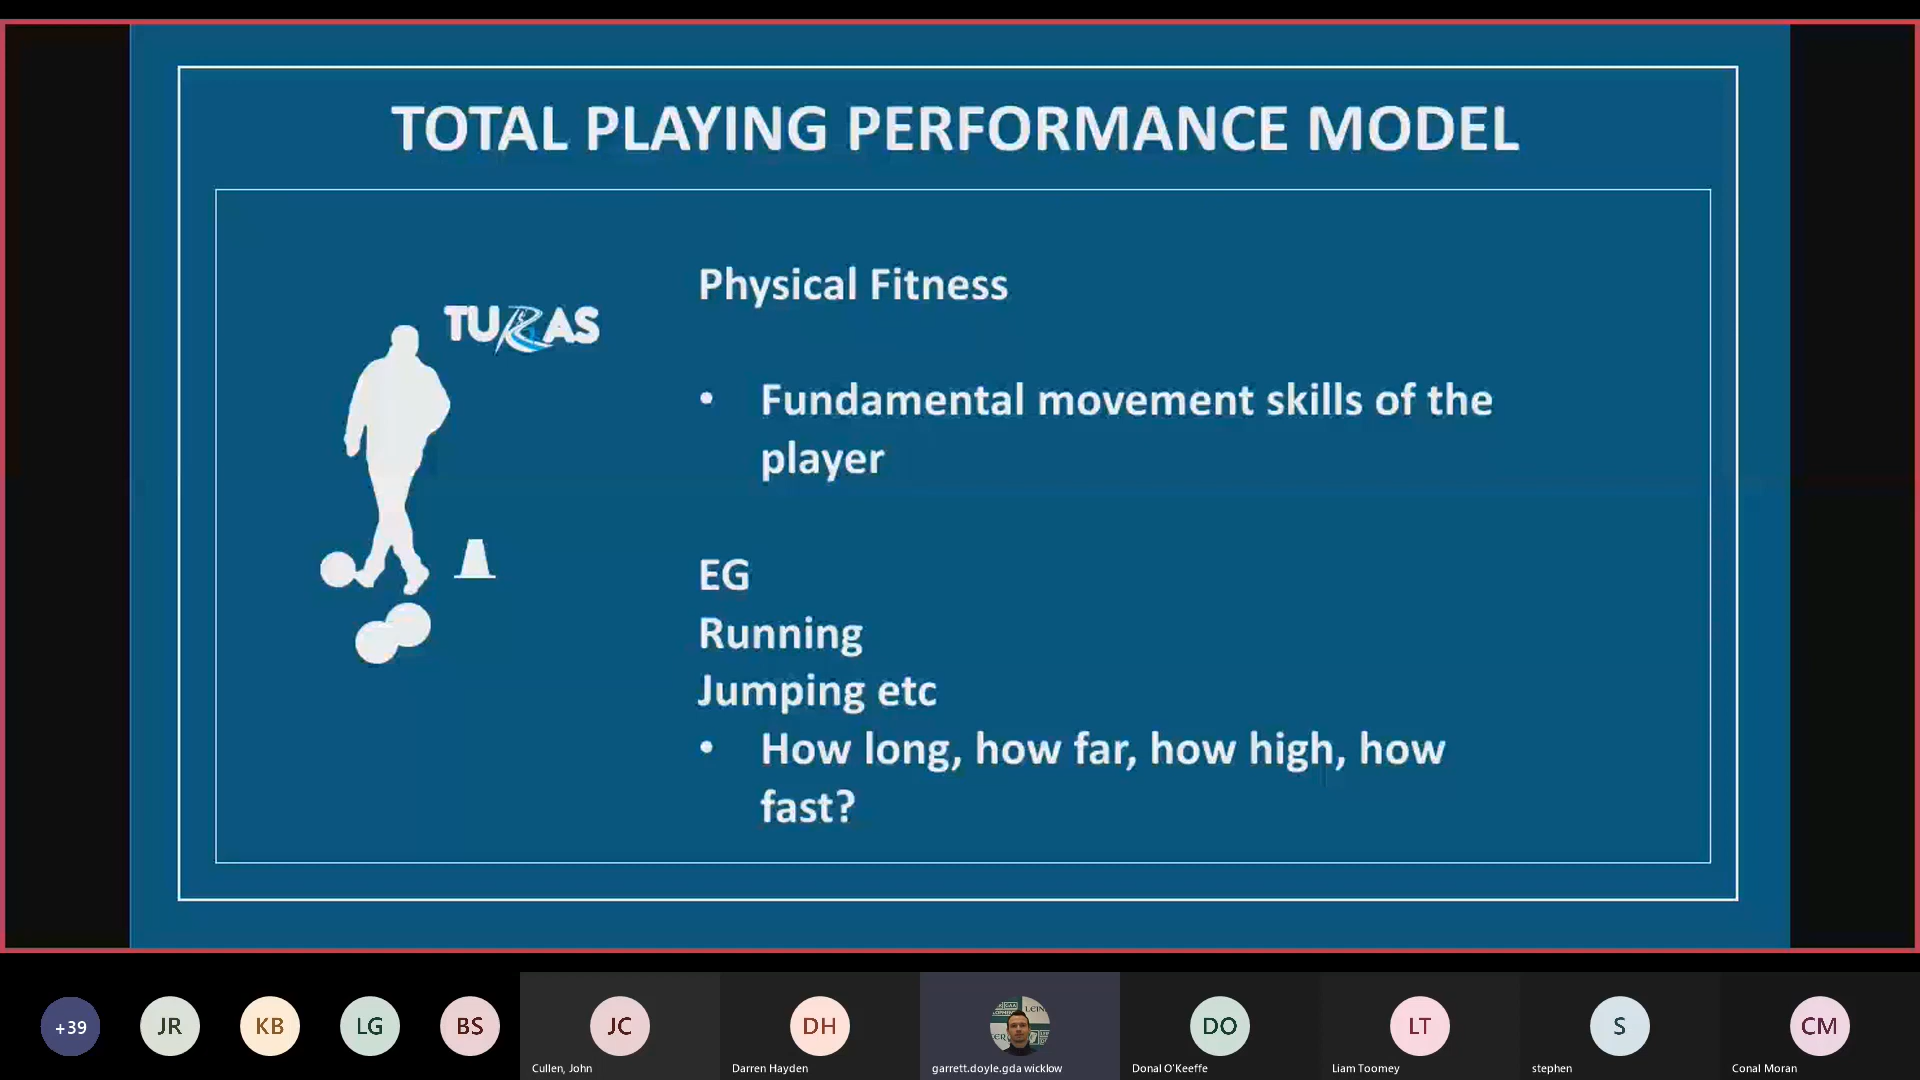 TOTAL PLAYING PERFORMANCE MODEL
TURAS
Physical Fitness
• Fundamental movement skills of the
player
EG
Running
Jumping etc
• How long, how far, how high, how
fast?
+39
JR
KB
LG
BS
JC
Cullen, John
DH
Darren Hayden
garrett.doyle.gda wicklow
DO
Donal O'Keeffe
LT
Liam Toomey
S
stephen
CM
Conal Moran